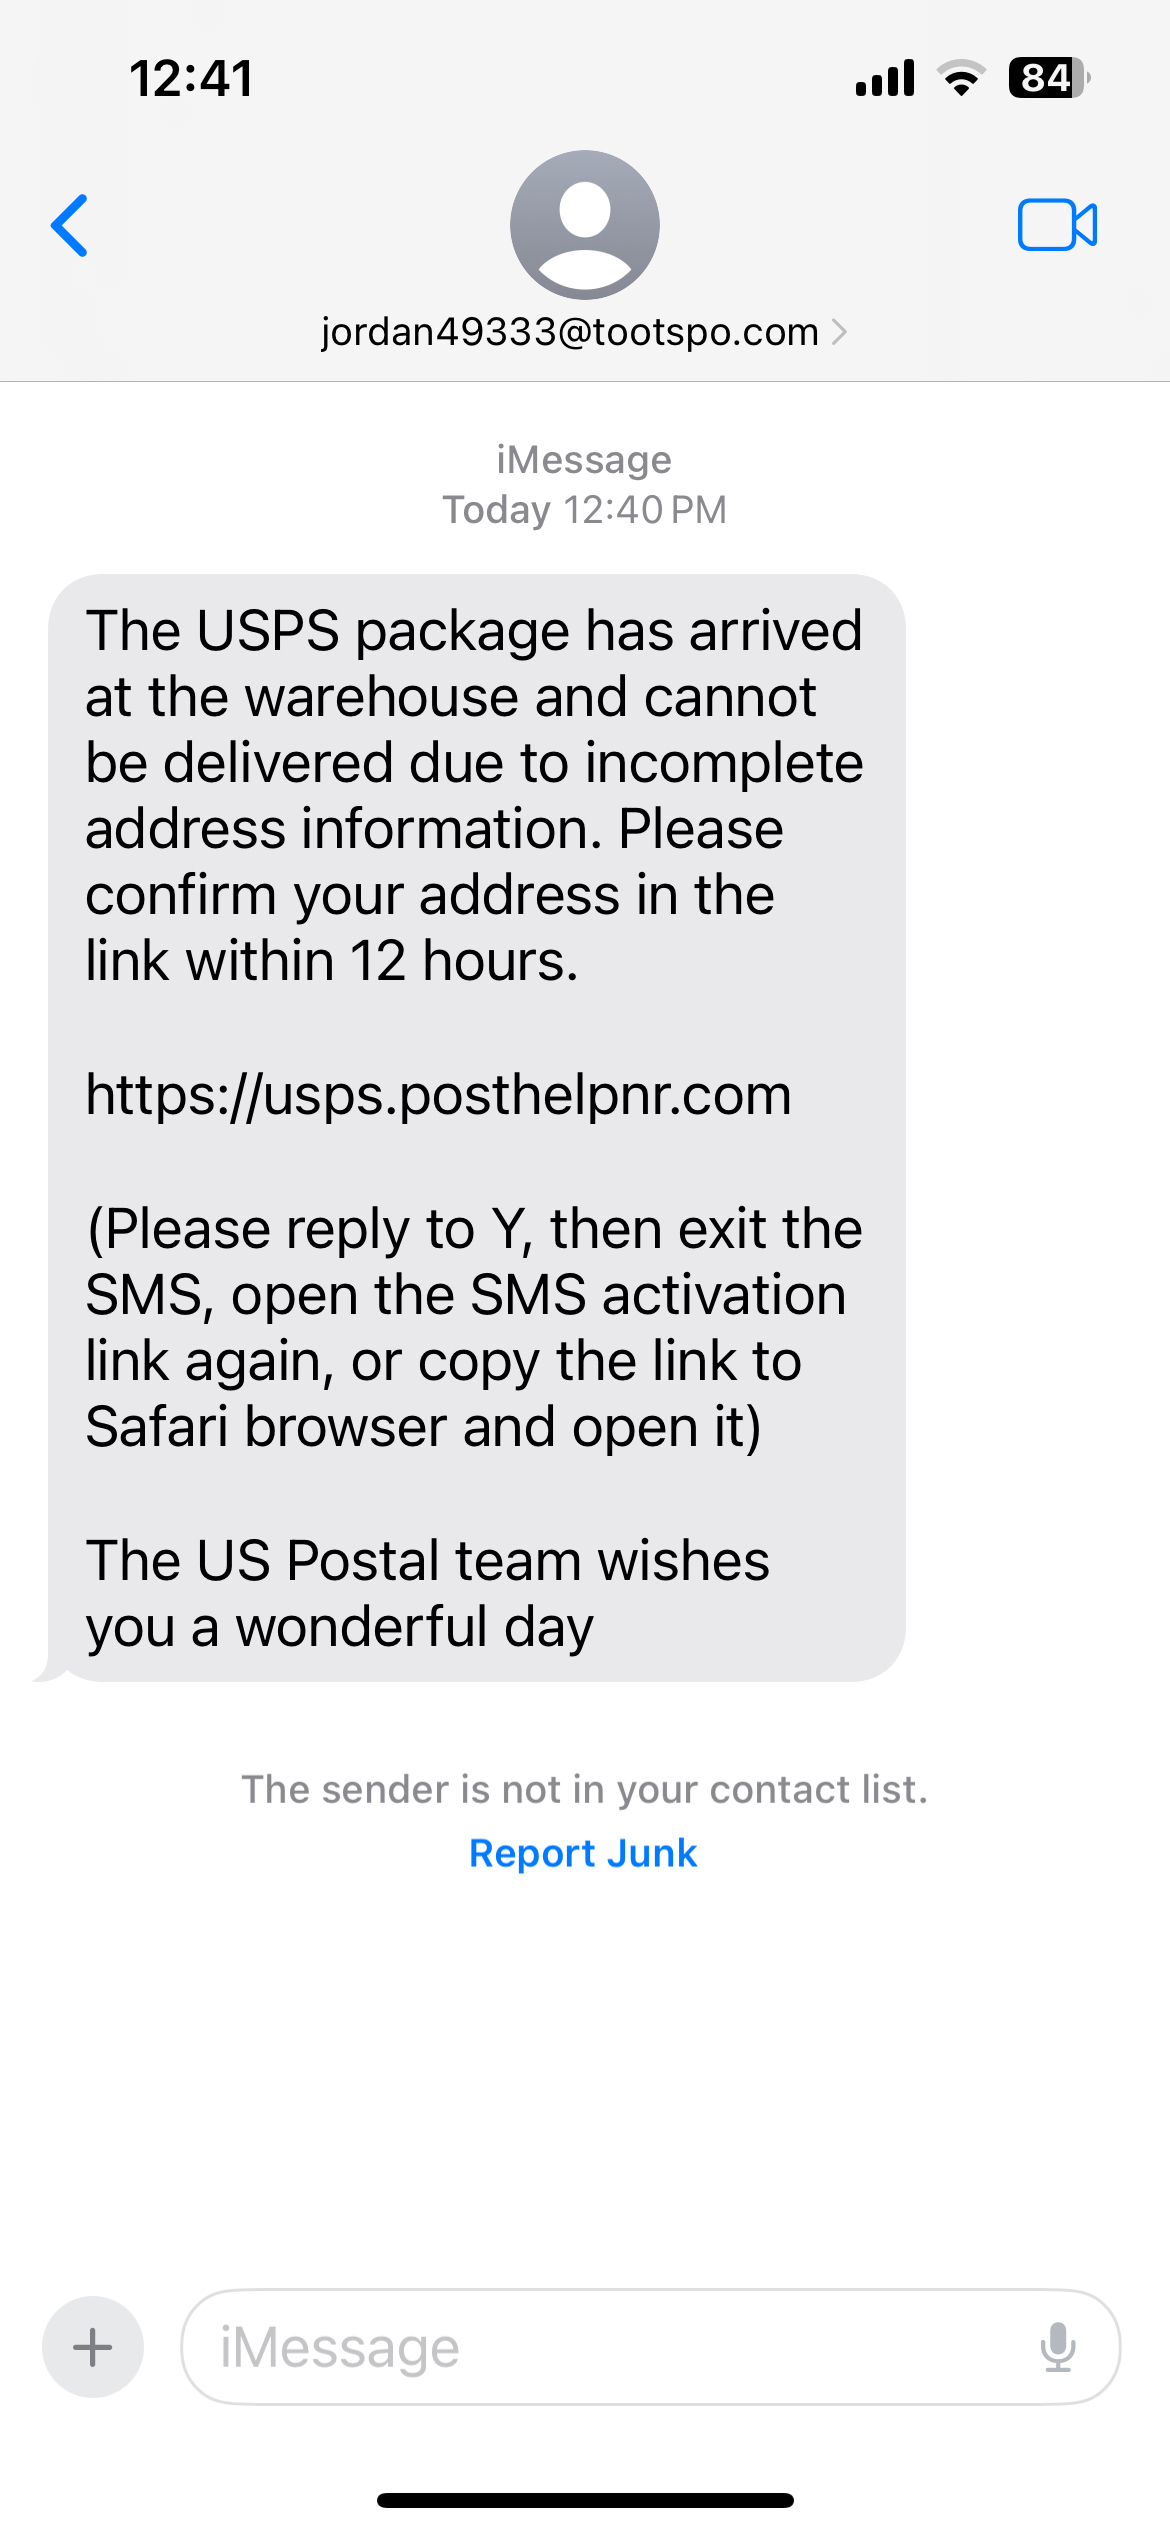 12:41
84
jordan49333@tootspo.com
iMessage
Today 12:40 PM
The USPS package has arrived
at the warehouse and cannot
be delivered due to incomplete
address information. Please
confirm your address in the
link within 12 hours.
https://usps.posthelpnr.com
(Please reply to Y, then exit the
SMS, open the SMS activation
link again, or copy the link to
Safari browser and open it)
The US Postal team wishes
you a wonderful day
The sender is not in your contact list.
Report Junk
iMessage